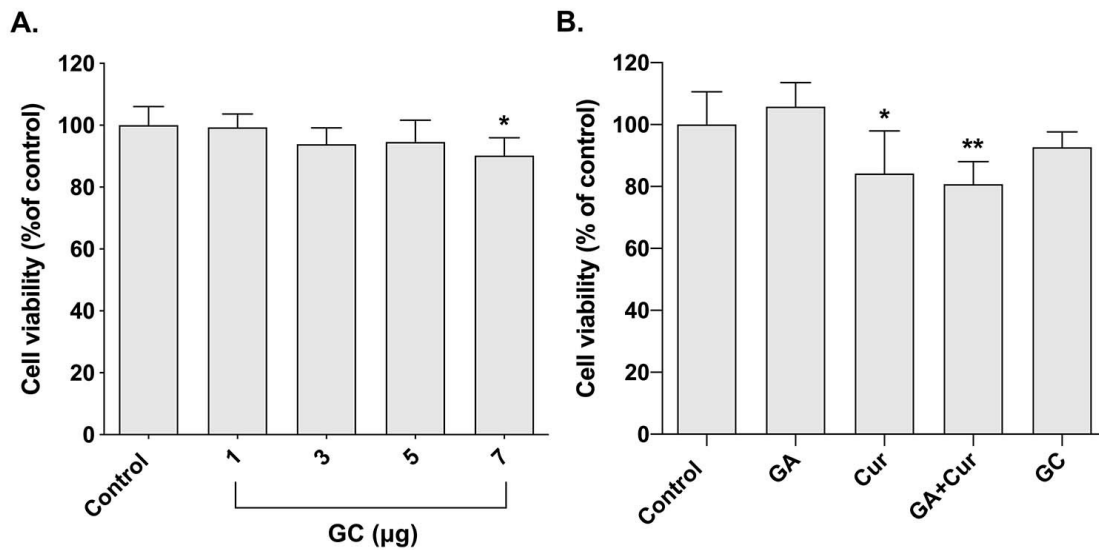 A.
Cell viability (%of control)
120
100
80
60
40
20
0
*
Control
1
3
5
7
GC (µg)
B.
Cell viability (% of control)
120
100
80
60
40
20
0
*
**
Control
GA
Cur
GA+Cur
GC